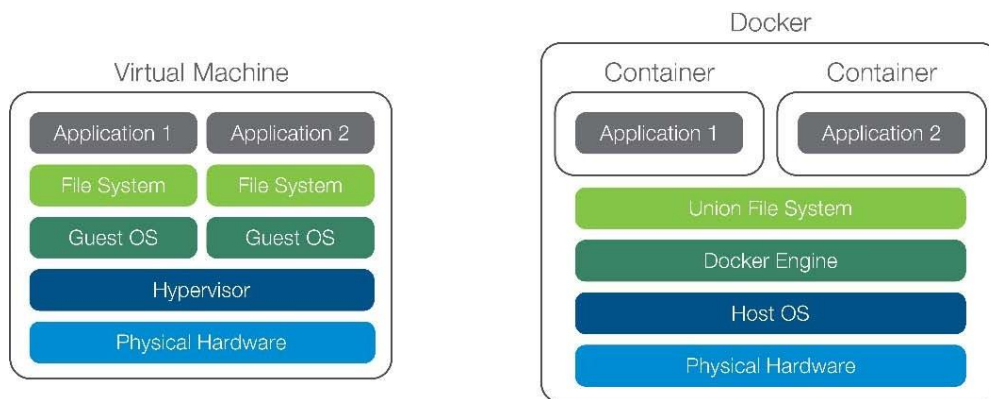 Virtual Machine
Application 1
Application 2
File System
File System
Guest OS
Guest OS
Hypervisor
Physical Hardware
Docker
Container
Container
Application 1
Application 2
Union File System
Docker Engine
Host OS
Physical Hardware